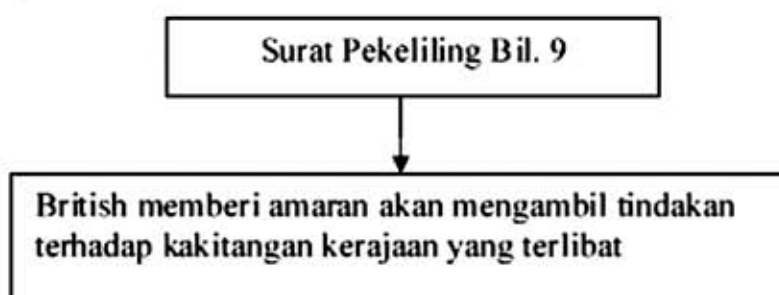 Surat Pekeliling Bil. 9
British memberi amaran akan mengambil tindakan
terhadap kakitangan kerajaan yang terlibat